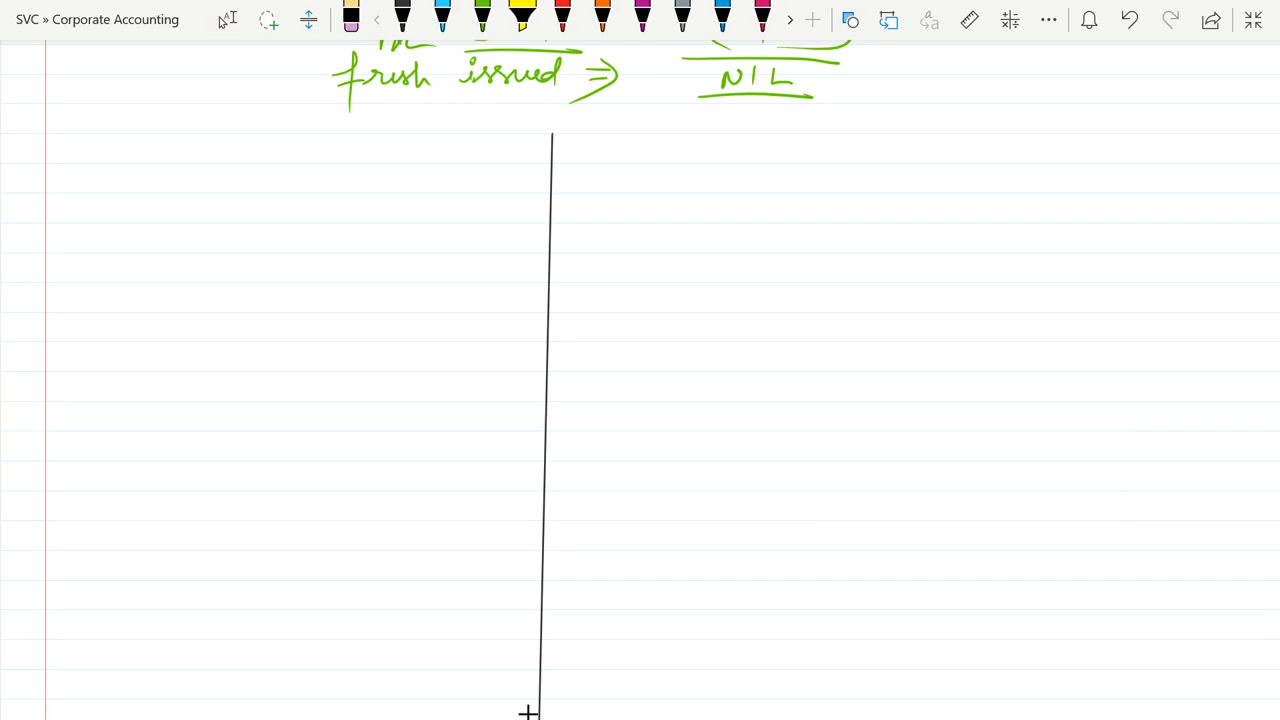 SVC » Corporate Accounting
fresh issued ⇒ NIL